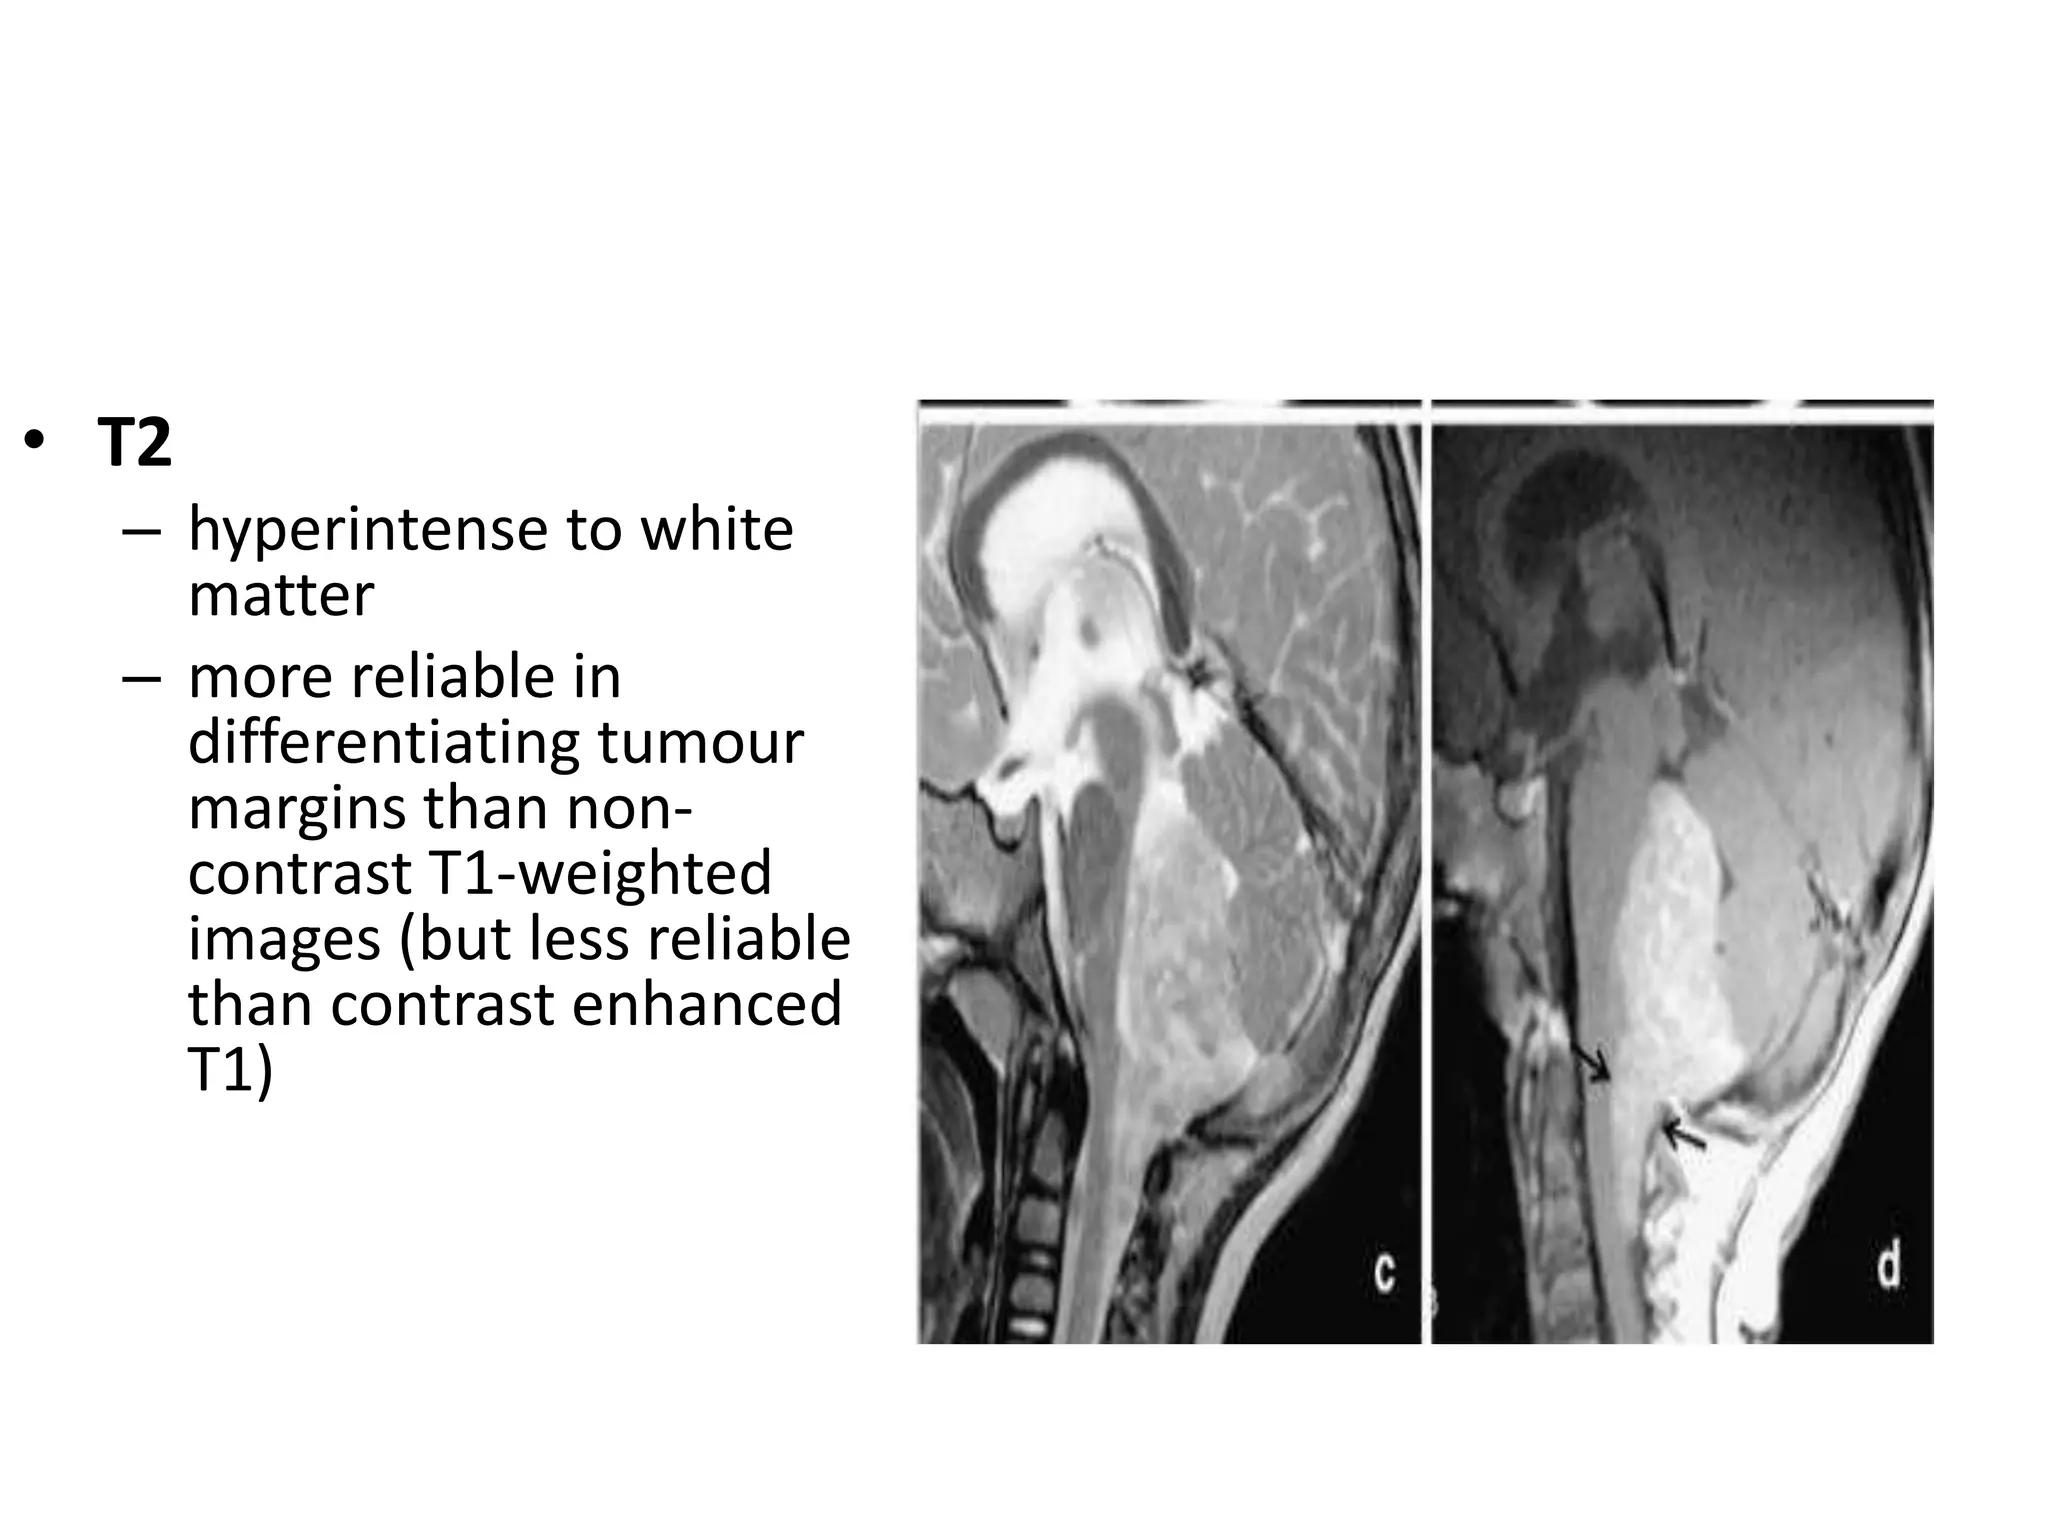 • T2
– hyperintense to white
matter
– more reliable in
differentiating tumour
margins than non-
contrast T1-weighted
images (but less reliable
than contrast enhanced
T1)
c
d